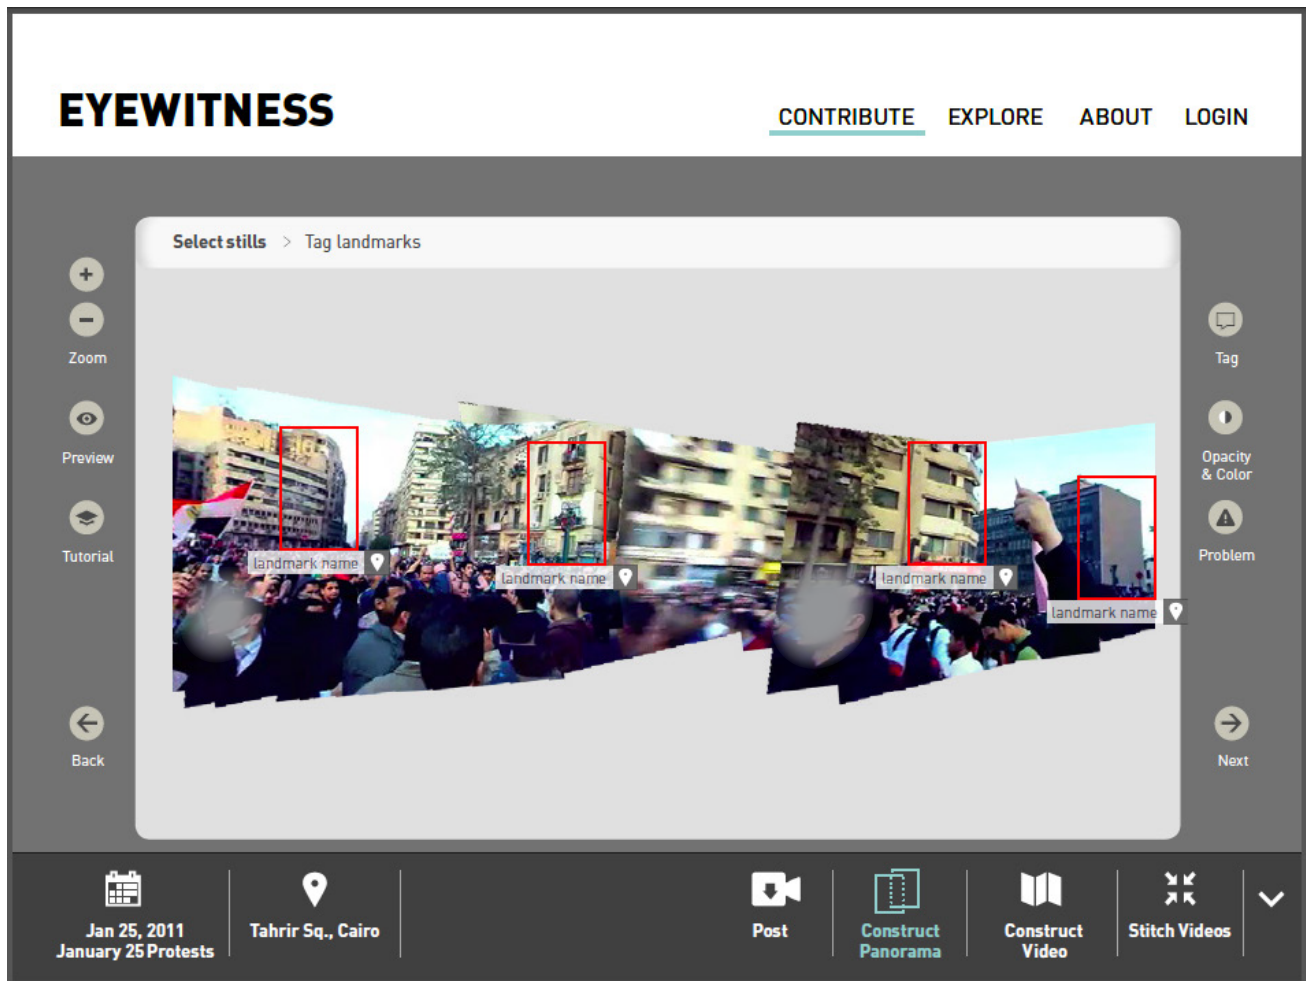 EYEWITNESS
CONTRIBUTE EXPLORE ABOUT LOGIN
Select stills > Tag landmarks
Zoom
Preview
Tutorial
Back
landmark name
landmark name
landmark name
landmark name
Tag
Opacity
& Color
Problem
Next
Jan 25, 2011
January 25 Protests
Tahrir Sq., Cairo
Post
Construct
Panorama
Construct
Video
Stitch Videos